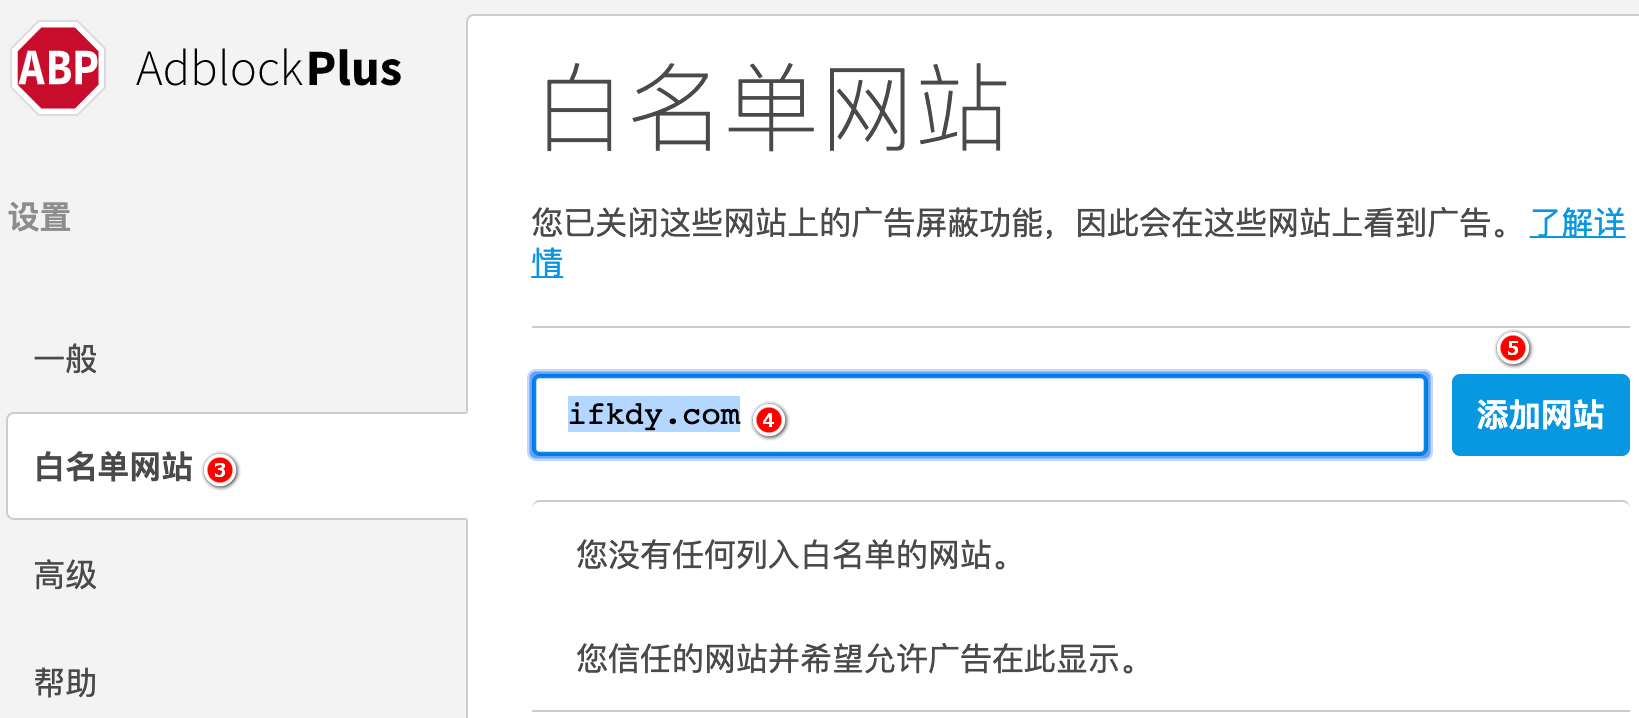 ABP AdblockPlus
设置
一般
白名单网站 3
高级
帮助
白名单网站
您已关闭这些网站上的广告屏蔽功能，因此会在这些网站上看到广告。 了解详
情
5
ifkdy.com 4
添加网站
您没有任何列入白名单的网站。
您信任的网站并希望允许广告在此显示。